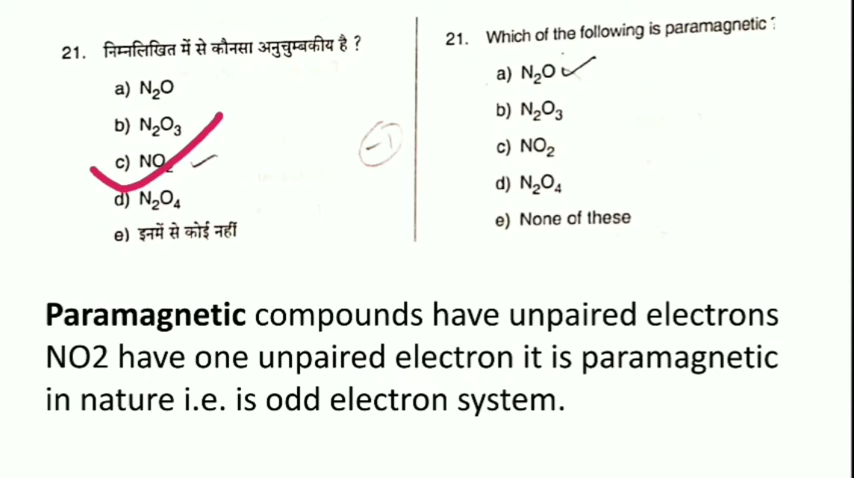 21. निम्नलिखित में से कौनसा अनुचुम्बकीय है ?
a) N₂O
b) N₂O₃
c) NO₂
d) N₂O₄
e) इनमें से कोई नहीं
-1
21. Which of the following is paramagnetic ?
a) N₂O
b) N₂O₃
c) NO₂
d) N₂O₄
e) None of these
Paramagnetic compounds have unpaired electrons
NO2 have one unpaired electron it is paramagnetic
in nature i.e. is odd electron system.